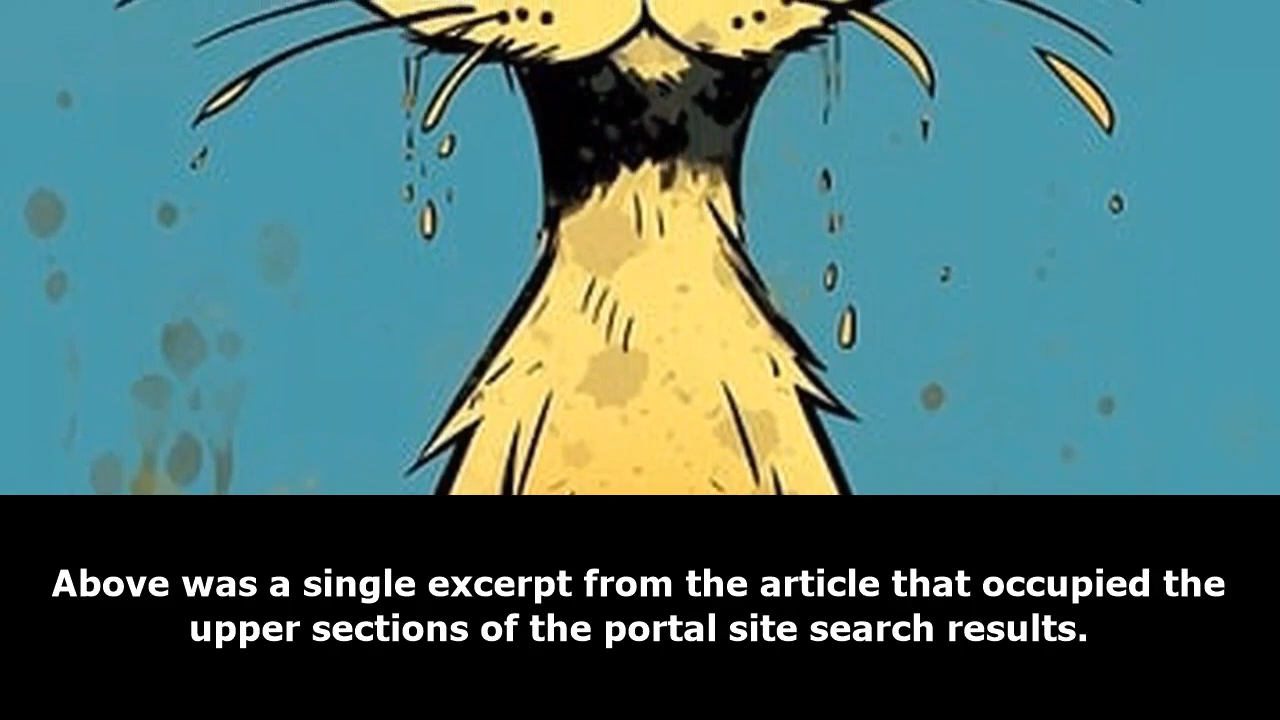 Above was a single excerpt from the article that occupied the
upper sections of the portal site search results.